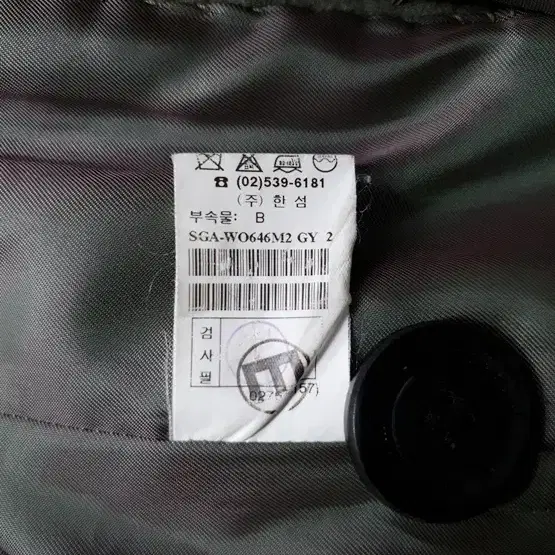 ☎ (02)539-6181
(주) 한 섬
부속물: B
SGA-WO646M2 GY 2
검
사
필